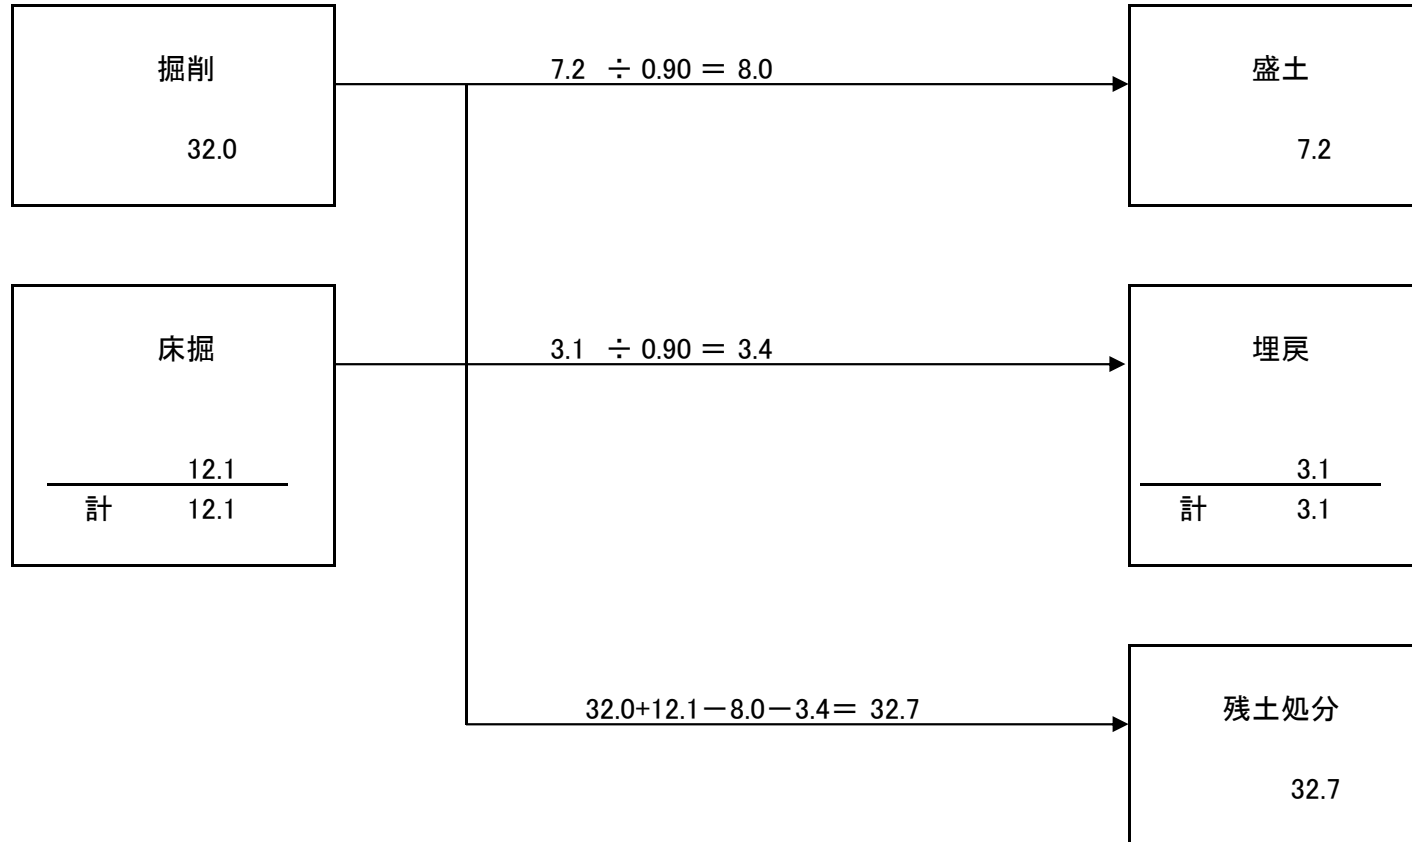 掘削
7.2 ÷ 0.90 = 8.0
盛土
32.0
7.2
床掘
3.1 ÷ 0.90 = 3.4
埋戻
12.1
3.1
計 12.1
計 3.1
32.0+12.1－8.0－3.4＝ 32.7
残土処分
32.7